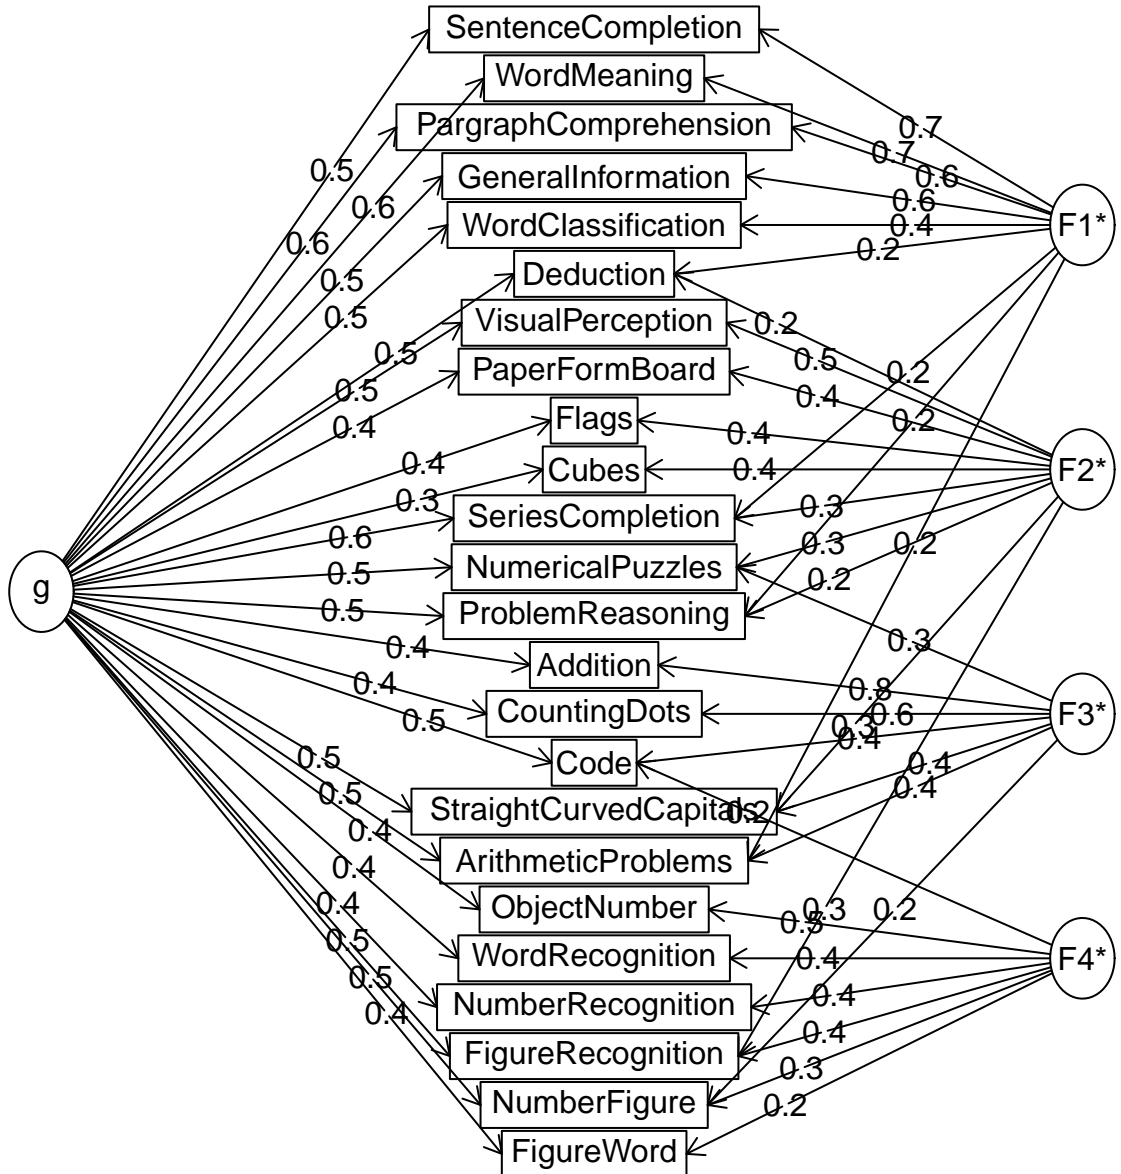 SentenceCompletion
WordMeaning
PargraphComprehension
GeneralInformation
WordClassification
Deduction
VisualPerception
PaperFormBoard
Flags
Cubes
SeriesCompletion
NumericalPuzzles
ProblemReasoning
Addition
CountingDots
Code
StraightCurvedCapitals
ArithmeticProblems
ObjectNumber
WordRecognition
NumberRecognition
FigureRecognition
NumberFigure
FigureWord
g
0.5
0.6
0.6
0.5
0.5
0.5
0.5
0.4
0.4
0.3
0.6
0.5
0.5
0.4
0.4
0.5
0.5
0.5
0.4
0.4
0.4
0.5
0.5
0.4
F1*
0.7
0.7
0.6
0.6
0.4
0.2
0.2
0.2
0.2
F2*
0.2
0.5
0.4
0.4
0.4
0.3
0.3
0.2
0.3
0.3
F3*
0.3
0.8
0.6
0.4
0.4
0.4
0.2
F4*
0.2
0.5
0.4
0.4
0.4
0.3
0.2